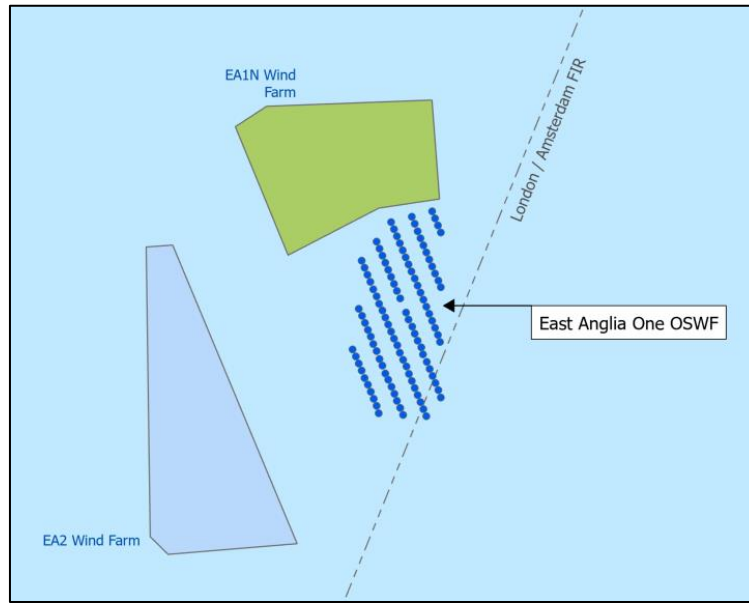 EA1N Wind
Farm
London / Amsterdam FIR
East Anglia One OSWF
EA2 Wind Farm